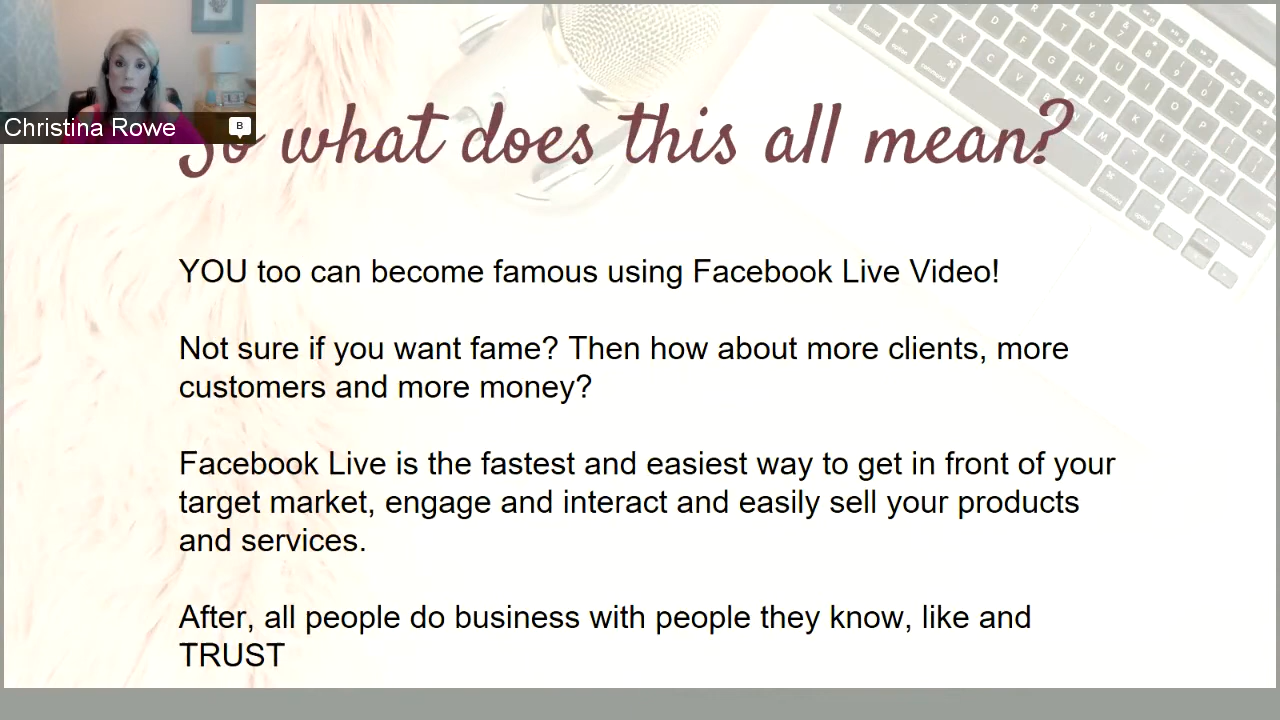 Christina Rowe
B
So what does this all mean?
YOU too can become famous using Facebook Live Video!
Not sure if you want fame? Then how about more clients, more
customers and more money?
Facebook Live is the fastest and easiest way to get in front of your
target market, engage and interact and easily sell your products
and services.
After, all people do business with people they know, like and
TRUST